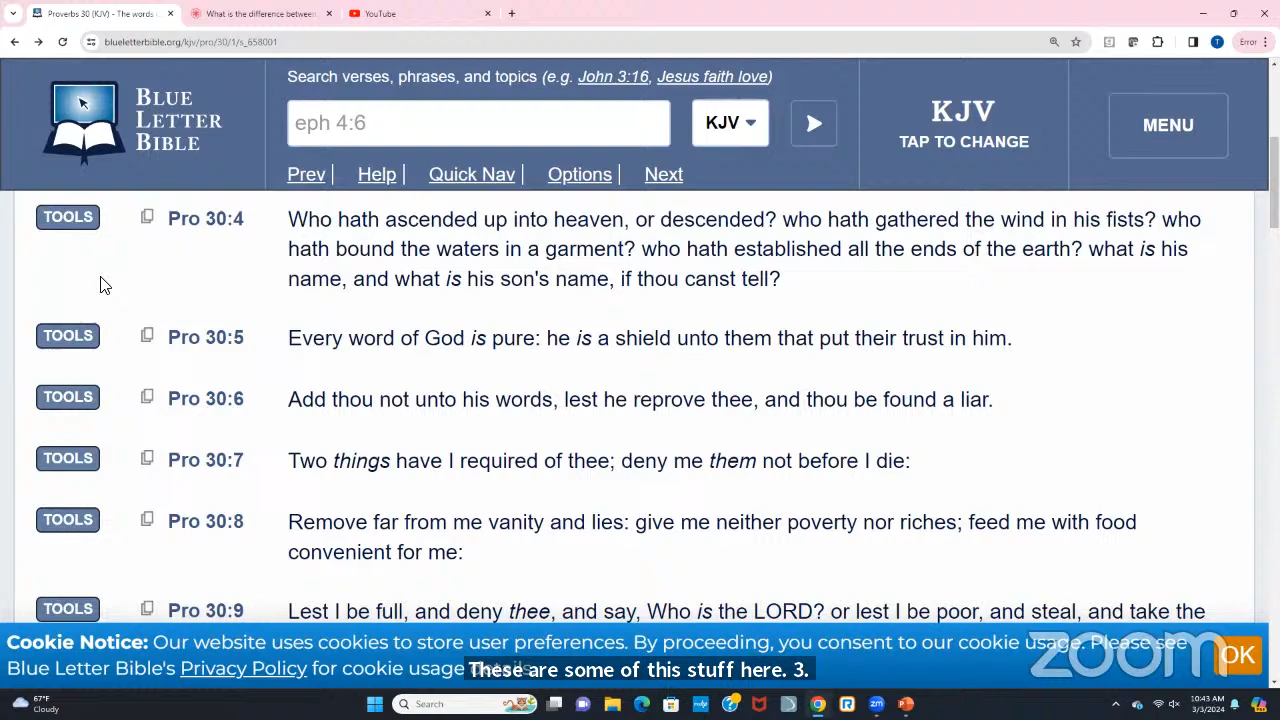 Proverbs 30 (KJV) - The words
What is the difference between
YouTube
blueletterbible.org/kjv/pro/30/1/s_658001
Error
BLUE
LETTER
BIBLE
Search verses, phrases, and topics (e.g. John 3:16, Jesus faith love)
eph 4:6
KJV
Prev | Help | Quick Nav | Options | Next
KJV
TAP TO CHANGE
MENU
TOOLS Pro 30:4 Who hath ascended up into heaven, or descended? who hath gathered the wind in his fists? who
hath bound the waters in a garment? who hath established all the ends of the earth? what is his
name, and what is his son's name, if thou canst tell?
TOOLS Pro 30:5 Every word of God is pure: he is a shield unto them that put their trust in him.
TOOLS Pro 30:6 Add thou not unto his words, lest he reprove thee, and thou be found a liar.
TOOLS Pro 30:7 Two things have I required of thee; deny me them not before I die:
TOOLS Pro 30:8 Remove far from me vanity and lies: give me neither poverty nor riches; feed me with food
convenient for me:
TOOLS Pro 30:9 Lest I be full, and deny thee, and say, Who is the LORD? or lest I be poor, and steal, and take the
Cookie Notice: Our website uses cookies to store user preferences. By proceeding, you consent to our cookie usage. Please see
Blue Letter Bible's Privacy Policy for cookie usage
OK
zoom
These are some of this stuff here. 3.
67°F
Cloudy
Search
10:43 AM
3/3/2024